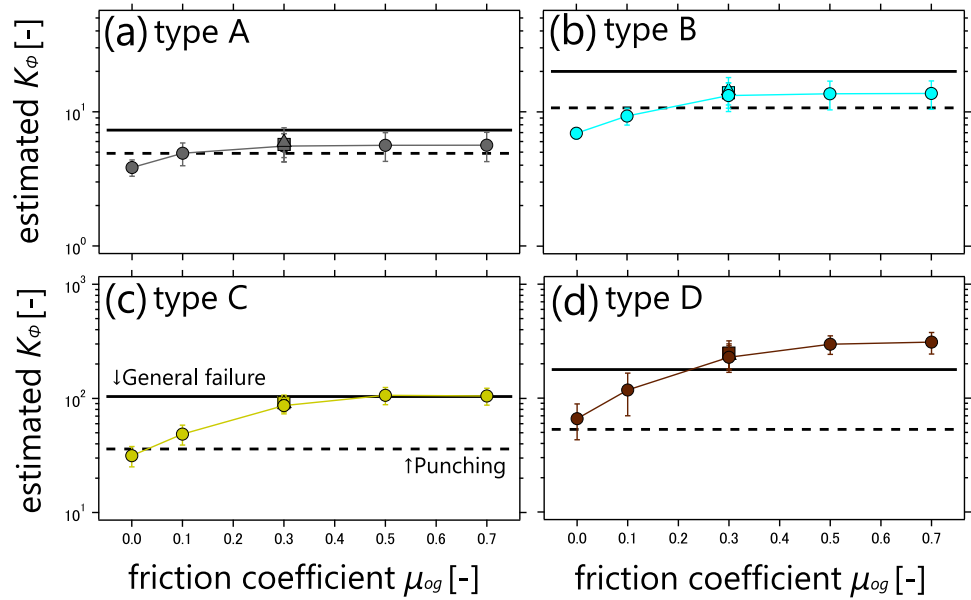 (a) type A
(b) type B
estimated KΦ [-]
10¹
10⁰
(c) type C
(d) type D
estimated KΦ [-]
10³
10²
10¹
↓General failure
↑Punching
0.0 0.1 0.2 0.3 0.4 0.5 0.6 0.7
0.0 0.1 0.2 0.3 0.4 0.5 0.6 0.7
friction coefficient μog [-]
friction coefficient μog [-]